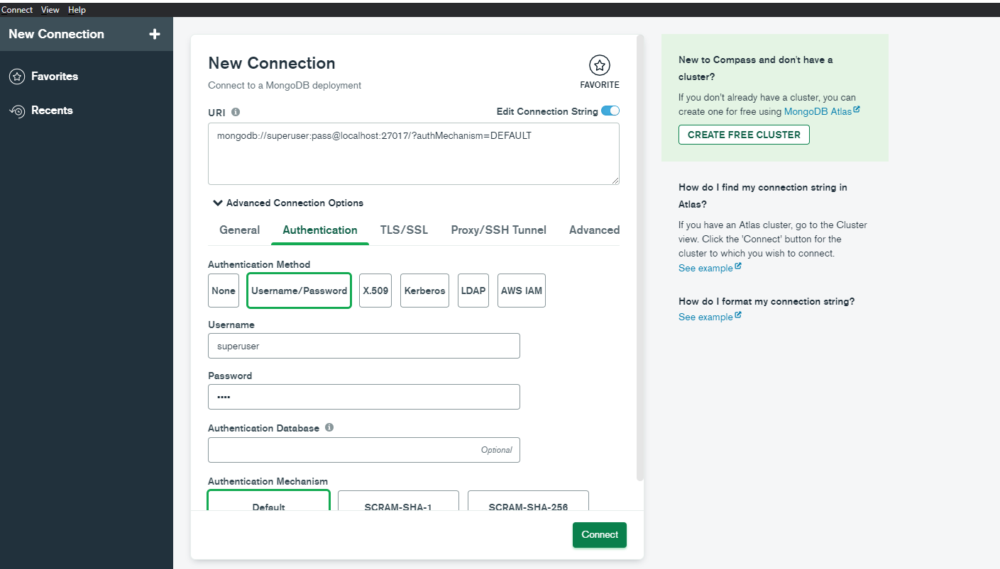 Connect View Help
New Connection +
Favorites
Recents
New Connection
Connect to a MongoDB deployment
FAVORITE
URI
Edit Connection String
mongodb://superuser:pass@localhost:27017/?authMechanism=DEFAULT
Advanced Connection Options
General Authentication TLS/SSL Proxy/SSH Tunnel Advanced
Authentication Method
None Username/Password X.509 Kerberos LDAP AWS IAM
Username
superuser
Password
••••
Authentication Database
Optional
Authentication Mechanism
Default SCRAM-SHA-1 SCRAM-SHA-256
Connect
New to Compass and don't have a
cluster?
If you don't already have a cluster, you can
create one for free using MongoDB Atlas
CREATE FREE CLUSTER
How do I find my connection string in
Atlas?
If you have an Atlas cluster, go to the Cluster
view. Click the 'Connect' button for the
cluster to which you wish to connect.
See example
How do I format my connection string?
See example